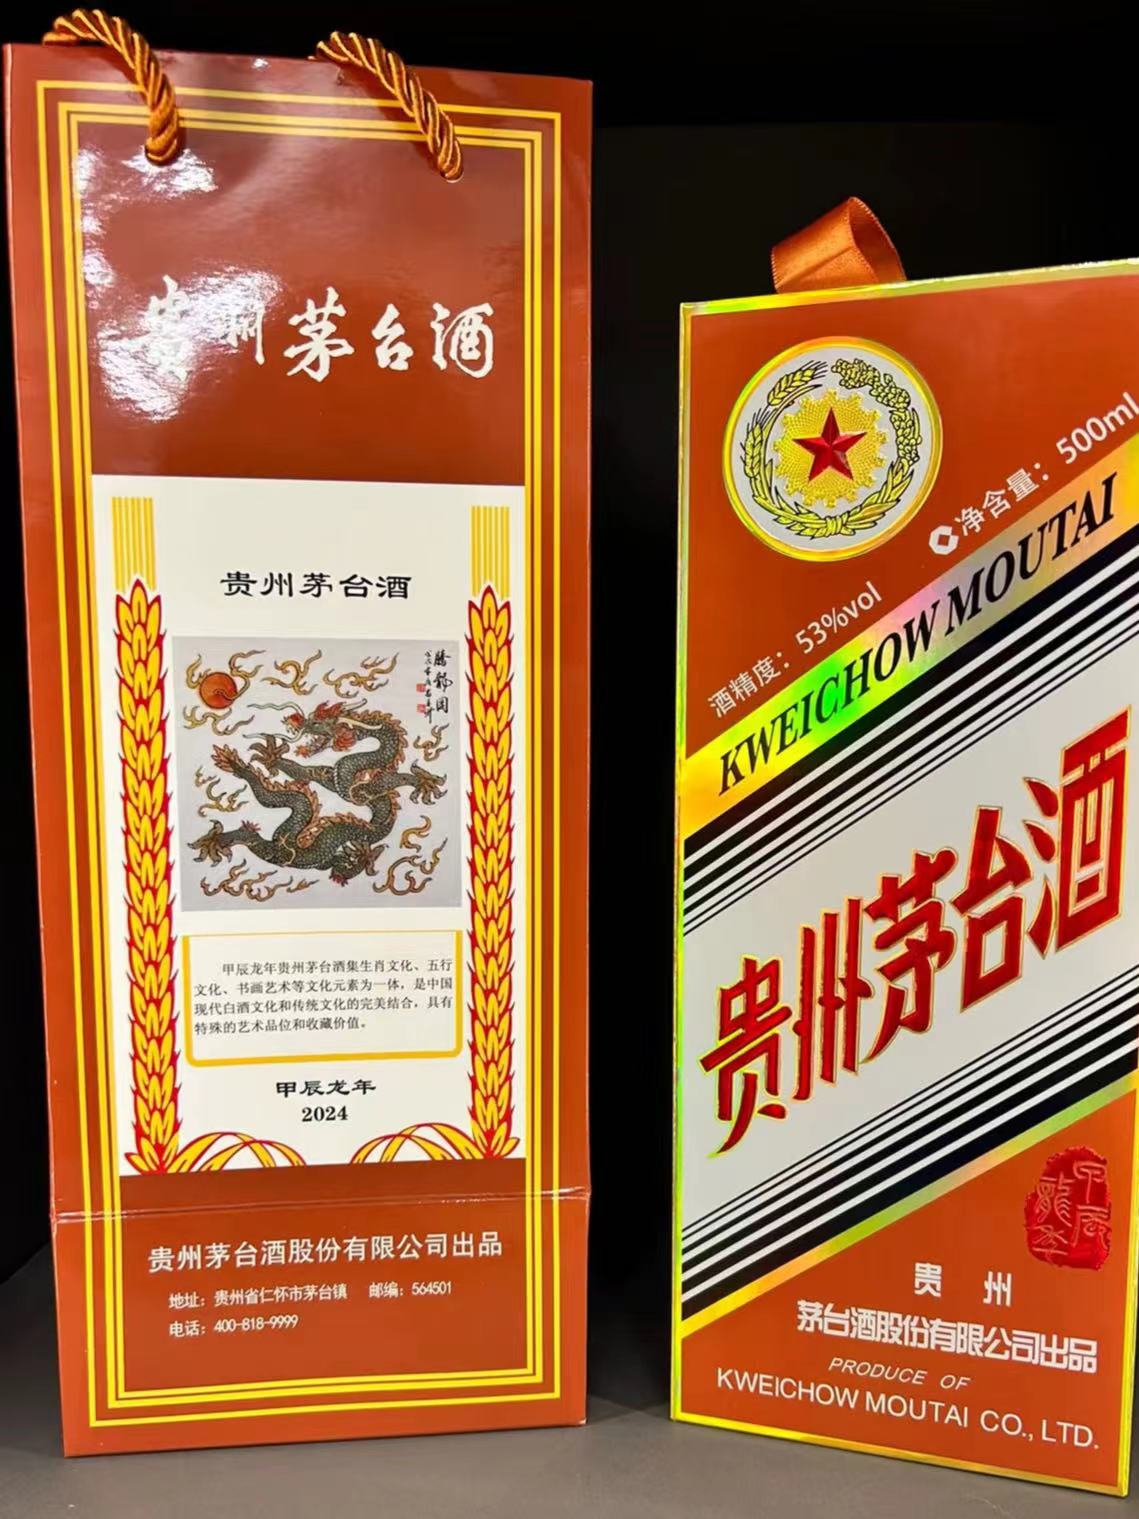 贵州茅台酒
贵州茅台酒
腾龙图
甲辰龙年贵州茅台酒集生肖文化、五行
文化、书画艺术等文化元素为一体，是中国
现代白酒文化和传统文化的完美结合，具有
特殊的艺术品位和收藏价值。
甲辰龙年
2024
贵州茅台酒股份有限公司出品
地址：贵州省仁怀市茅台镇 邮编：564501
电话：400-818-9999
净含量：500ml
酒精度：53%vol
KWEICHOW MOUTAI
贵州茅台酒
甲辰
龍年
贵州
茅台酒股份有限公司出品
PRODUCE OF
KWEICHOW MOUTAI CO., LTD.